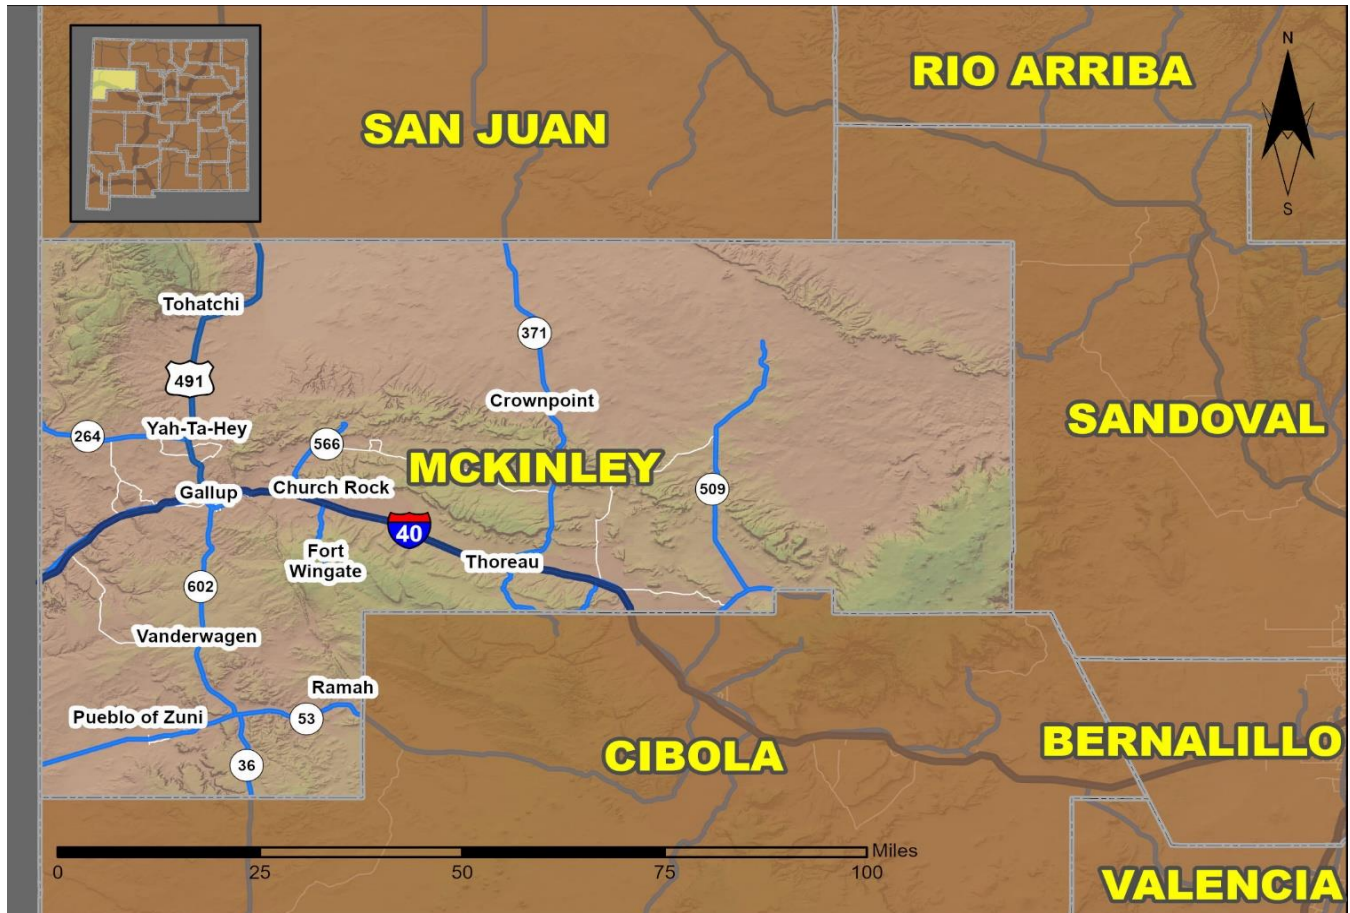 N
RIO ARRIBA
SAN JUAN
S
Tohatchi
371
491
Crownpoint
Yah-Ta-Hey
264
566
SANDOVAL
MCKINLEY
Church Rock
509
Gallup
40
Fort
Wingate
Thoreau
602
Vanderwagen
Ramah
Pueblo of Zuni
53
BERNALILLO
CIBOLA
36
Miles
0 25 50 75 100
VALENCIA